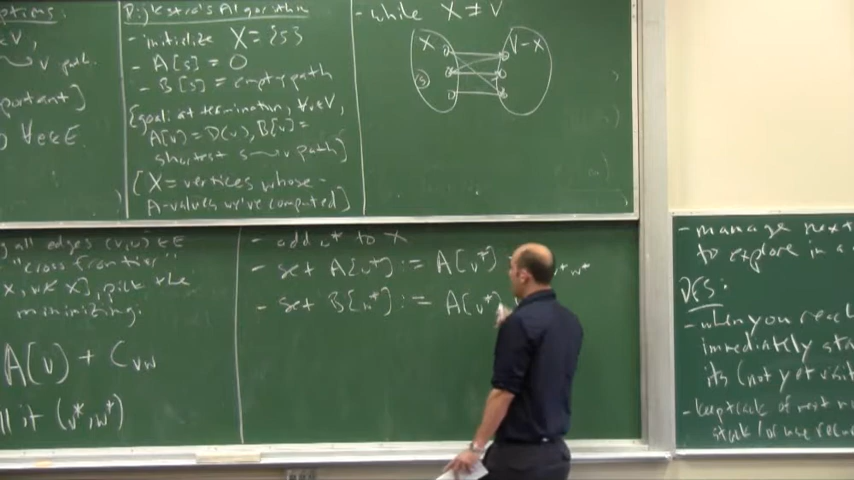 ptions:
∈V,
⇝ v path.
portant]
∀e∈E.
Dijkstra's Algorithm
- initialize X = {s}
- A[s] = 0
- B[s] = empty path
[goal: at termination, ∀v∈V,
A[v] = D(v), B[v] =
shortest s⇝v path]
[X = vertices whose
A-values we've computed]
- while X ≠ V
X
V-X
s
all edges (v,w) ∈ E
"cross frontier"
pick the
minimizing:
A[v] + Cvw
it (v*,w*)
- add w* to X
- set A[w*] := A[v*]
v*w*
- set B[w*] := A[v*]
- manage next
to explore in a
DFS:
- when you reach
immediately sta
its (not yet visit
- keep track of
stack / or use recur